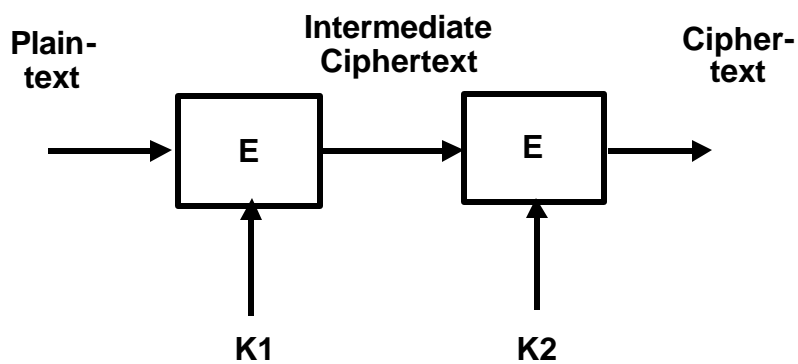 Plain-
text
Intermediate
Ciphertext
Cipher-
text
E
E
K1
K2